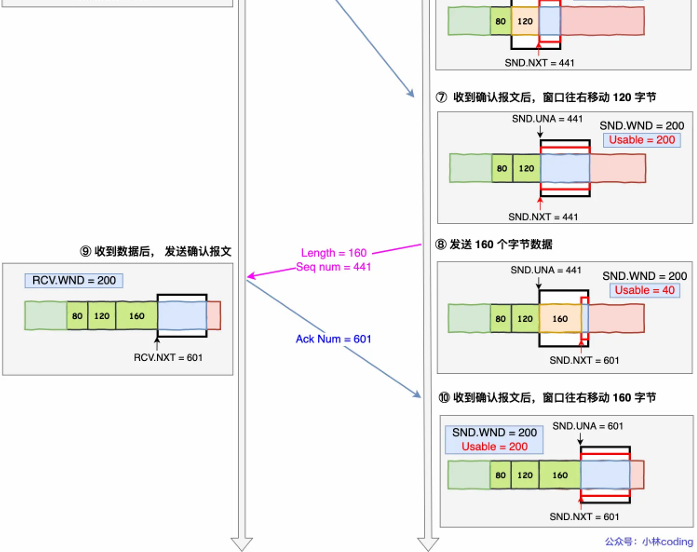 80
120
SND.NXT = 441
⑦ 收到确认报文后，窗口往右移动 120 字节
SND.UNA = 441
SND.WND = 200
Usable = 200
80
120
SND.NXT = 441
⑧ 发送 160 个字节数据
⑨ 收到数据后， 发送确认报文
Length = 160
Seq num = 441
SND.UNA = 441
SND.WND = 200
Usable = 40
RCV.WND = 200
80
120
160
80
120
160
Ack Num = 601
RCV.NXT = 601
SND.NXT = 601
⑩ 收到确认报文后，窗口往右移动 160 字节
SND.WND = 200
Usable = 200
SND.UNA = 601
80
120
160
SND.NXT = 601
公众号：小林coding